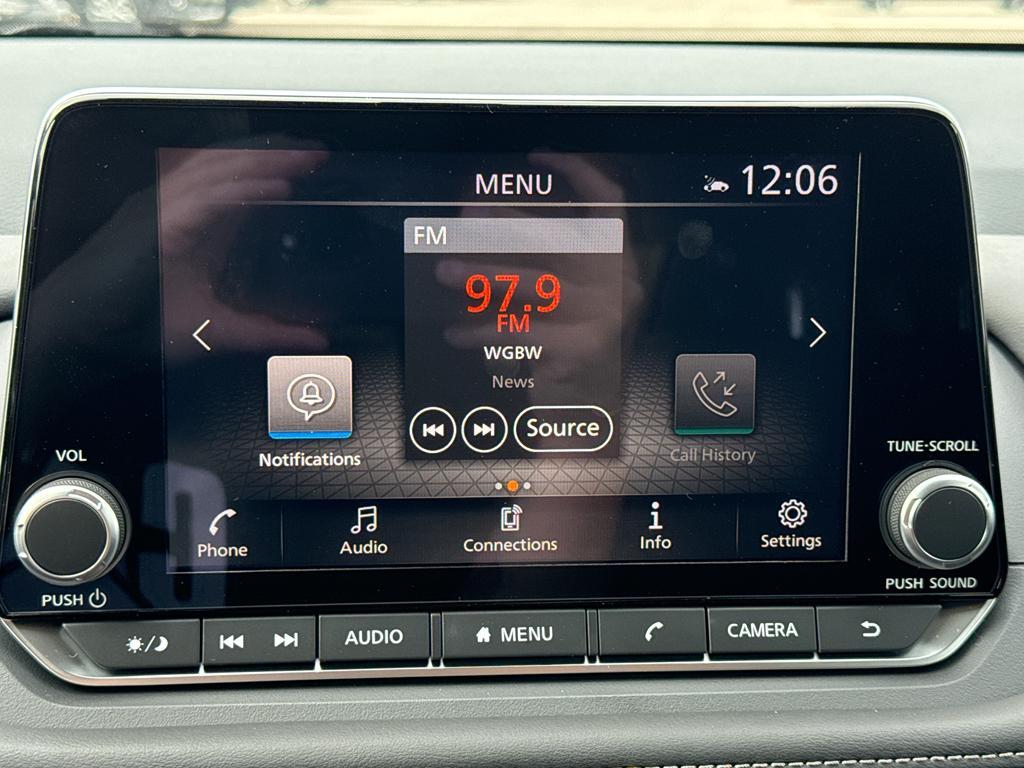 MENU
12:06
FM
97.9
FM
WGBW
News
Source
Notifications
Call History
VOL
TUNE·SCROLL
Phone
Audio
Connections
Info
Settings
PUSH
PUSH SOUND
AUDIO
MENU
CAMERA